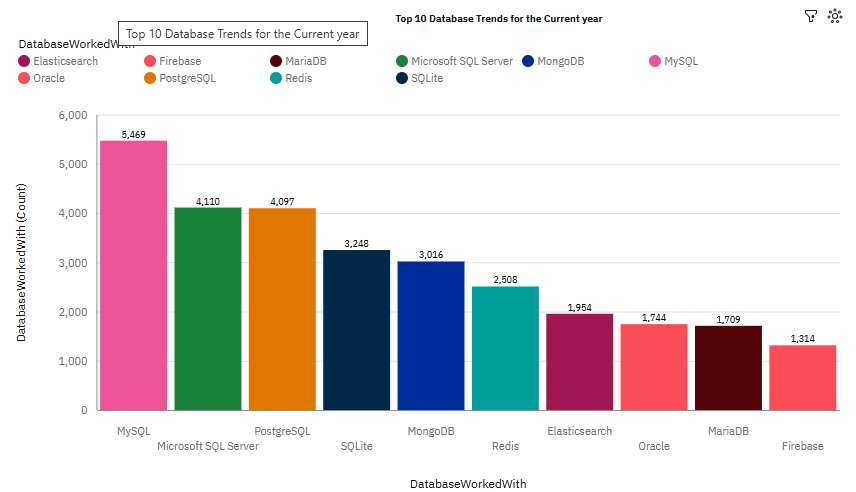 Top 10 Database Trends for the Current year
Top 10 Database Trends for the Current year
DatabaseWorkedWith
Elasticsearch Firebase MariaDB Microsoft SQL Server MongoDB MySQL
Oracle PostgreSQL Redis SQLite
6,000
5,000
4,000
3,000
2,000
1,000
0
DatabaseWorkedWith (Count)
5,469
4,110
4,097
3,248
3,016
2,508
1,954
1,744
1,709
1,314
MySQL PostgreSQL MongoDB Elasticsearch MariaDB
Microsoft SQL Server SQLite Redis Oracle Firebase
DatabaseWorkedWith